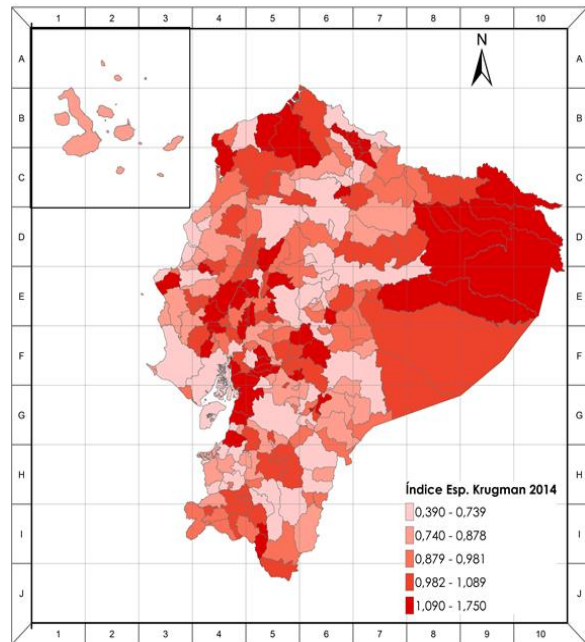 1 2 3 4 5 6 7 8 9 10
N
A A
B B
C C
D D
E E
F F
G G
H H
Índice Esp. Krugman 2014
0,390 - 0,739
I I
0,740 - 0,878
0,879 - 0,981
0,982 - 1,089
J J
1,090 - 1,750
1 2 3 4 5 6 7 8 9 10